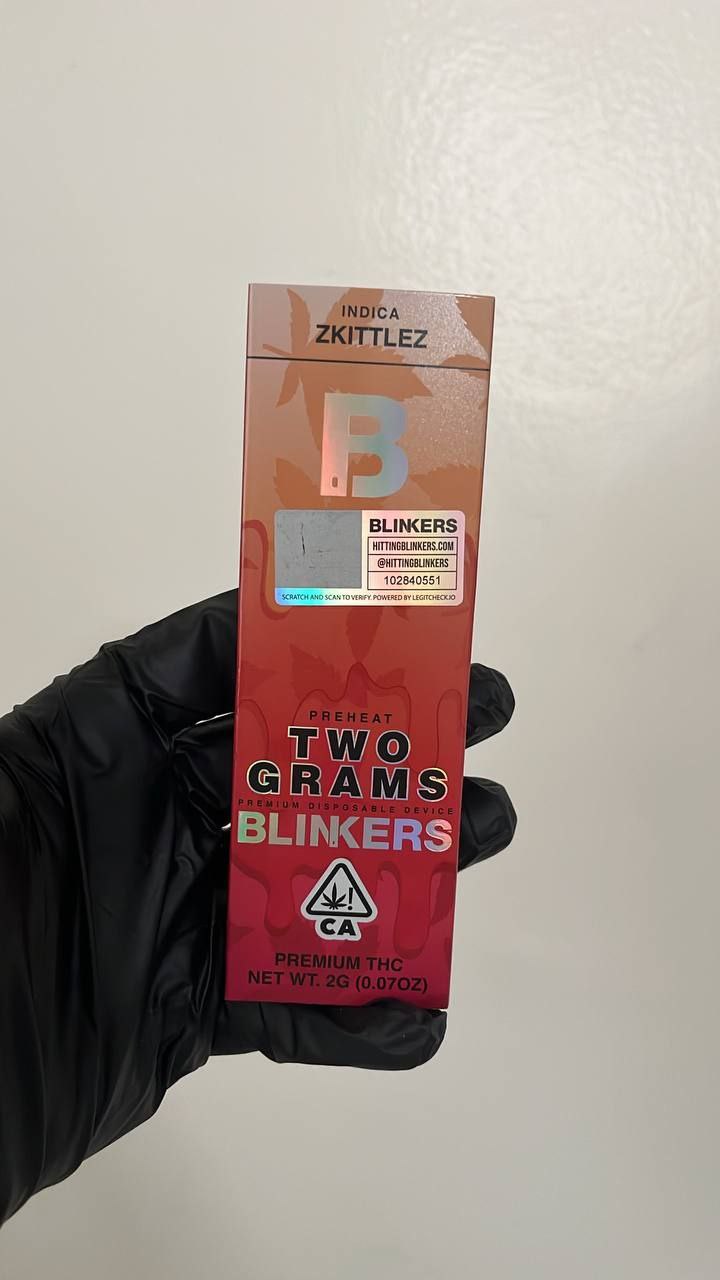 INDICA
ZKITTLEZ
B
BLINKERS
HITTINGBLINKERS.COM
@HITTINGBLINKERS
102840551
SCRATCH AND SCAN TO VERIFY. POWERED BY LEGITCHECK.IO
PREHEAT
TWO
GRAMS
PREMIUM DISPOSABLE DEVICE
BLINKERS
!
CA
PREMIUM THC
NET WT. 2G (0.07OZ)